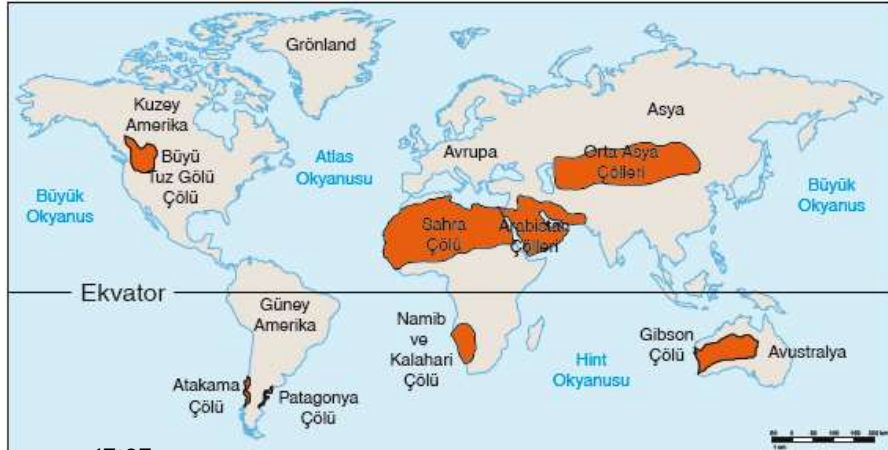 Grönland
Kuzey
Amerika
Büyü
Tuz Gölü
Çölü
Atlas
Okyanusu
Avrupa
Asya
Orta Asya
Çölleri
Büyük
Okyanus
Büyük
Okyanus
Sahra
Çölü
Arabistan
Çölleri
Ekvator
Güney
Amerika
Namib
ve
Kalahari
Çölü
Hint
Okyanusu
Gibson
Çölü
Avustralya
Atakama
Çölü
Patagonya
Çölü